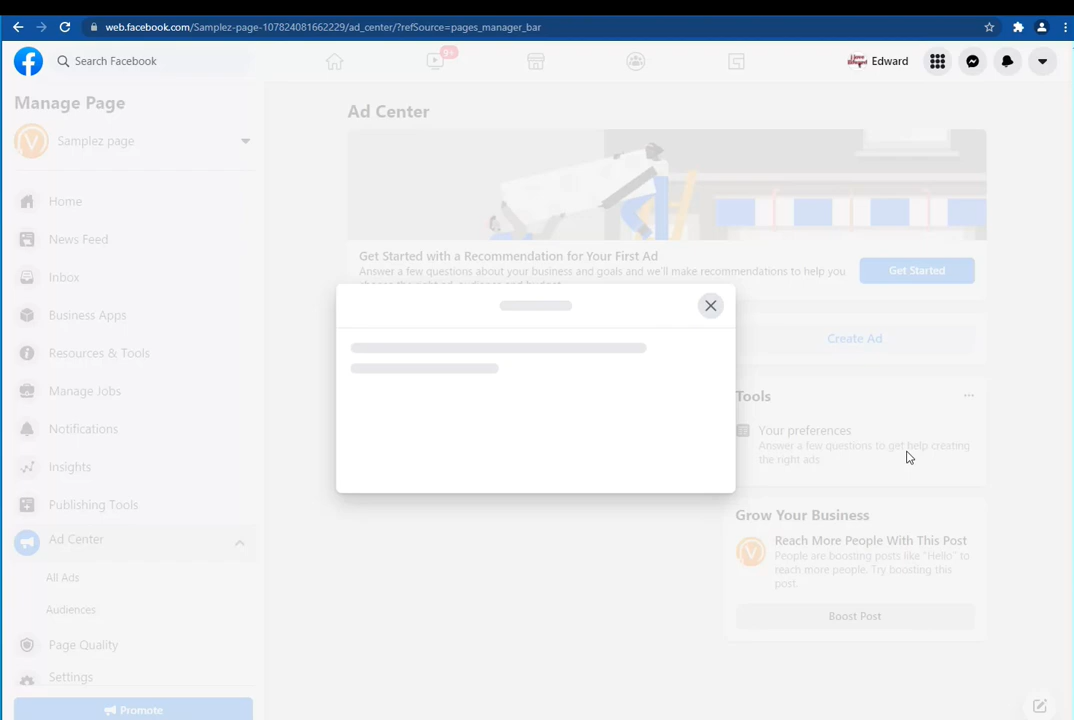 web.facebook.com/Samplez-page-107824081662229/ad_center/?refSource=pages_manager_bar
Search Facebook
9+
Edward
Manage Page
Samplez page
Home
News Feed
Inbox
Business Apps
Resources & Tools
Manage Jobs
Notifications
Insights
Publishing Tools
Ad Center
All Ads
Audiences
Page Quality
Settings
Promote
Ad Center
Get Started with a Recommendation for Your First Ad
Answer a few questions about your business and goals and we'll make recommendations to help you
Get Started
Create Ad
Tools
Your preferences
Answer a few questions to get help creating
the right ads
Grow Your Business
Reach More People With This Post
People are boosting posts like "Hello" to
reach more people. Try boosting this
post.
Boost Post